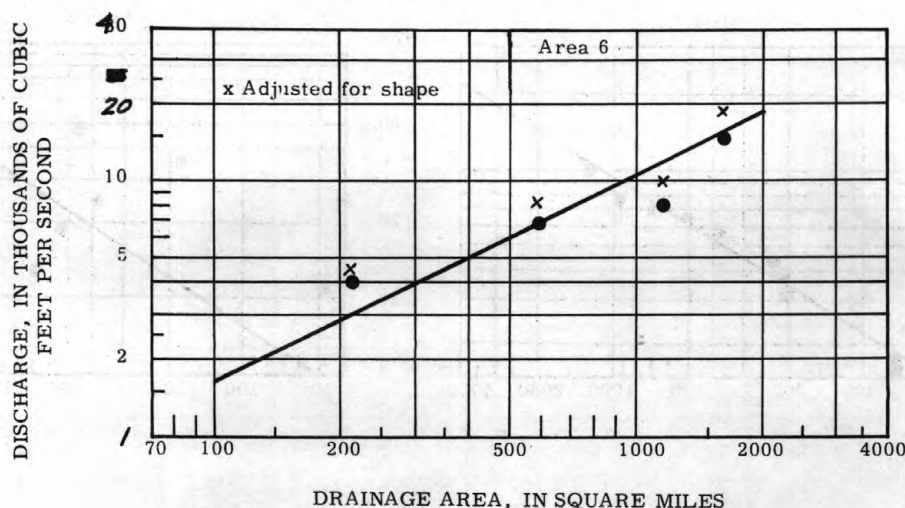 40
Area 6
x Adjusted for shape
20
10
5
2
1
70 100 200 500 1000 2000 4000
DRAINAGE AREA, IN SQUARE MILES
DISCHARGE, IN THOUSANDS OF CUBIC
FEET PER SECOND